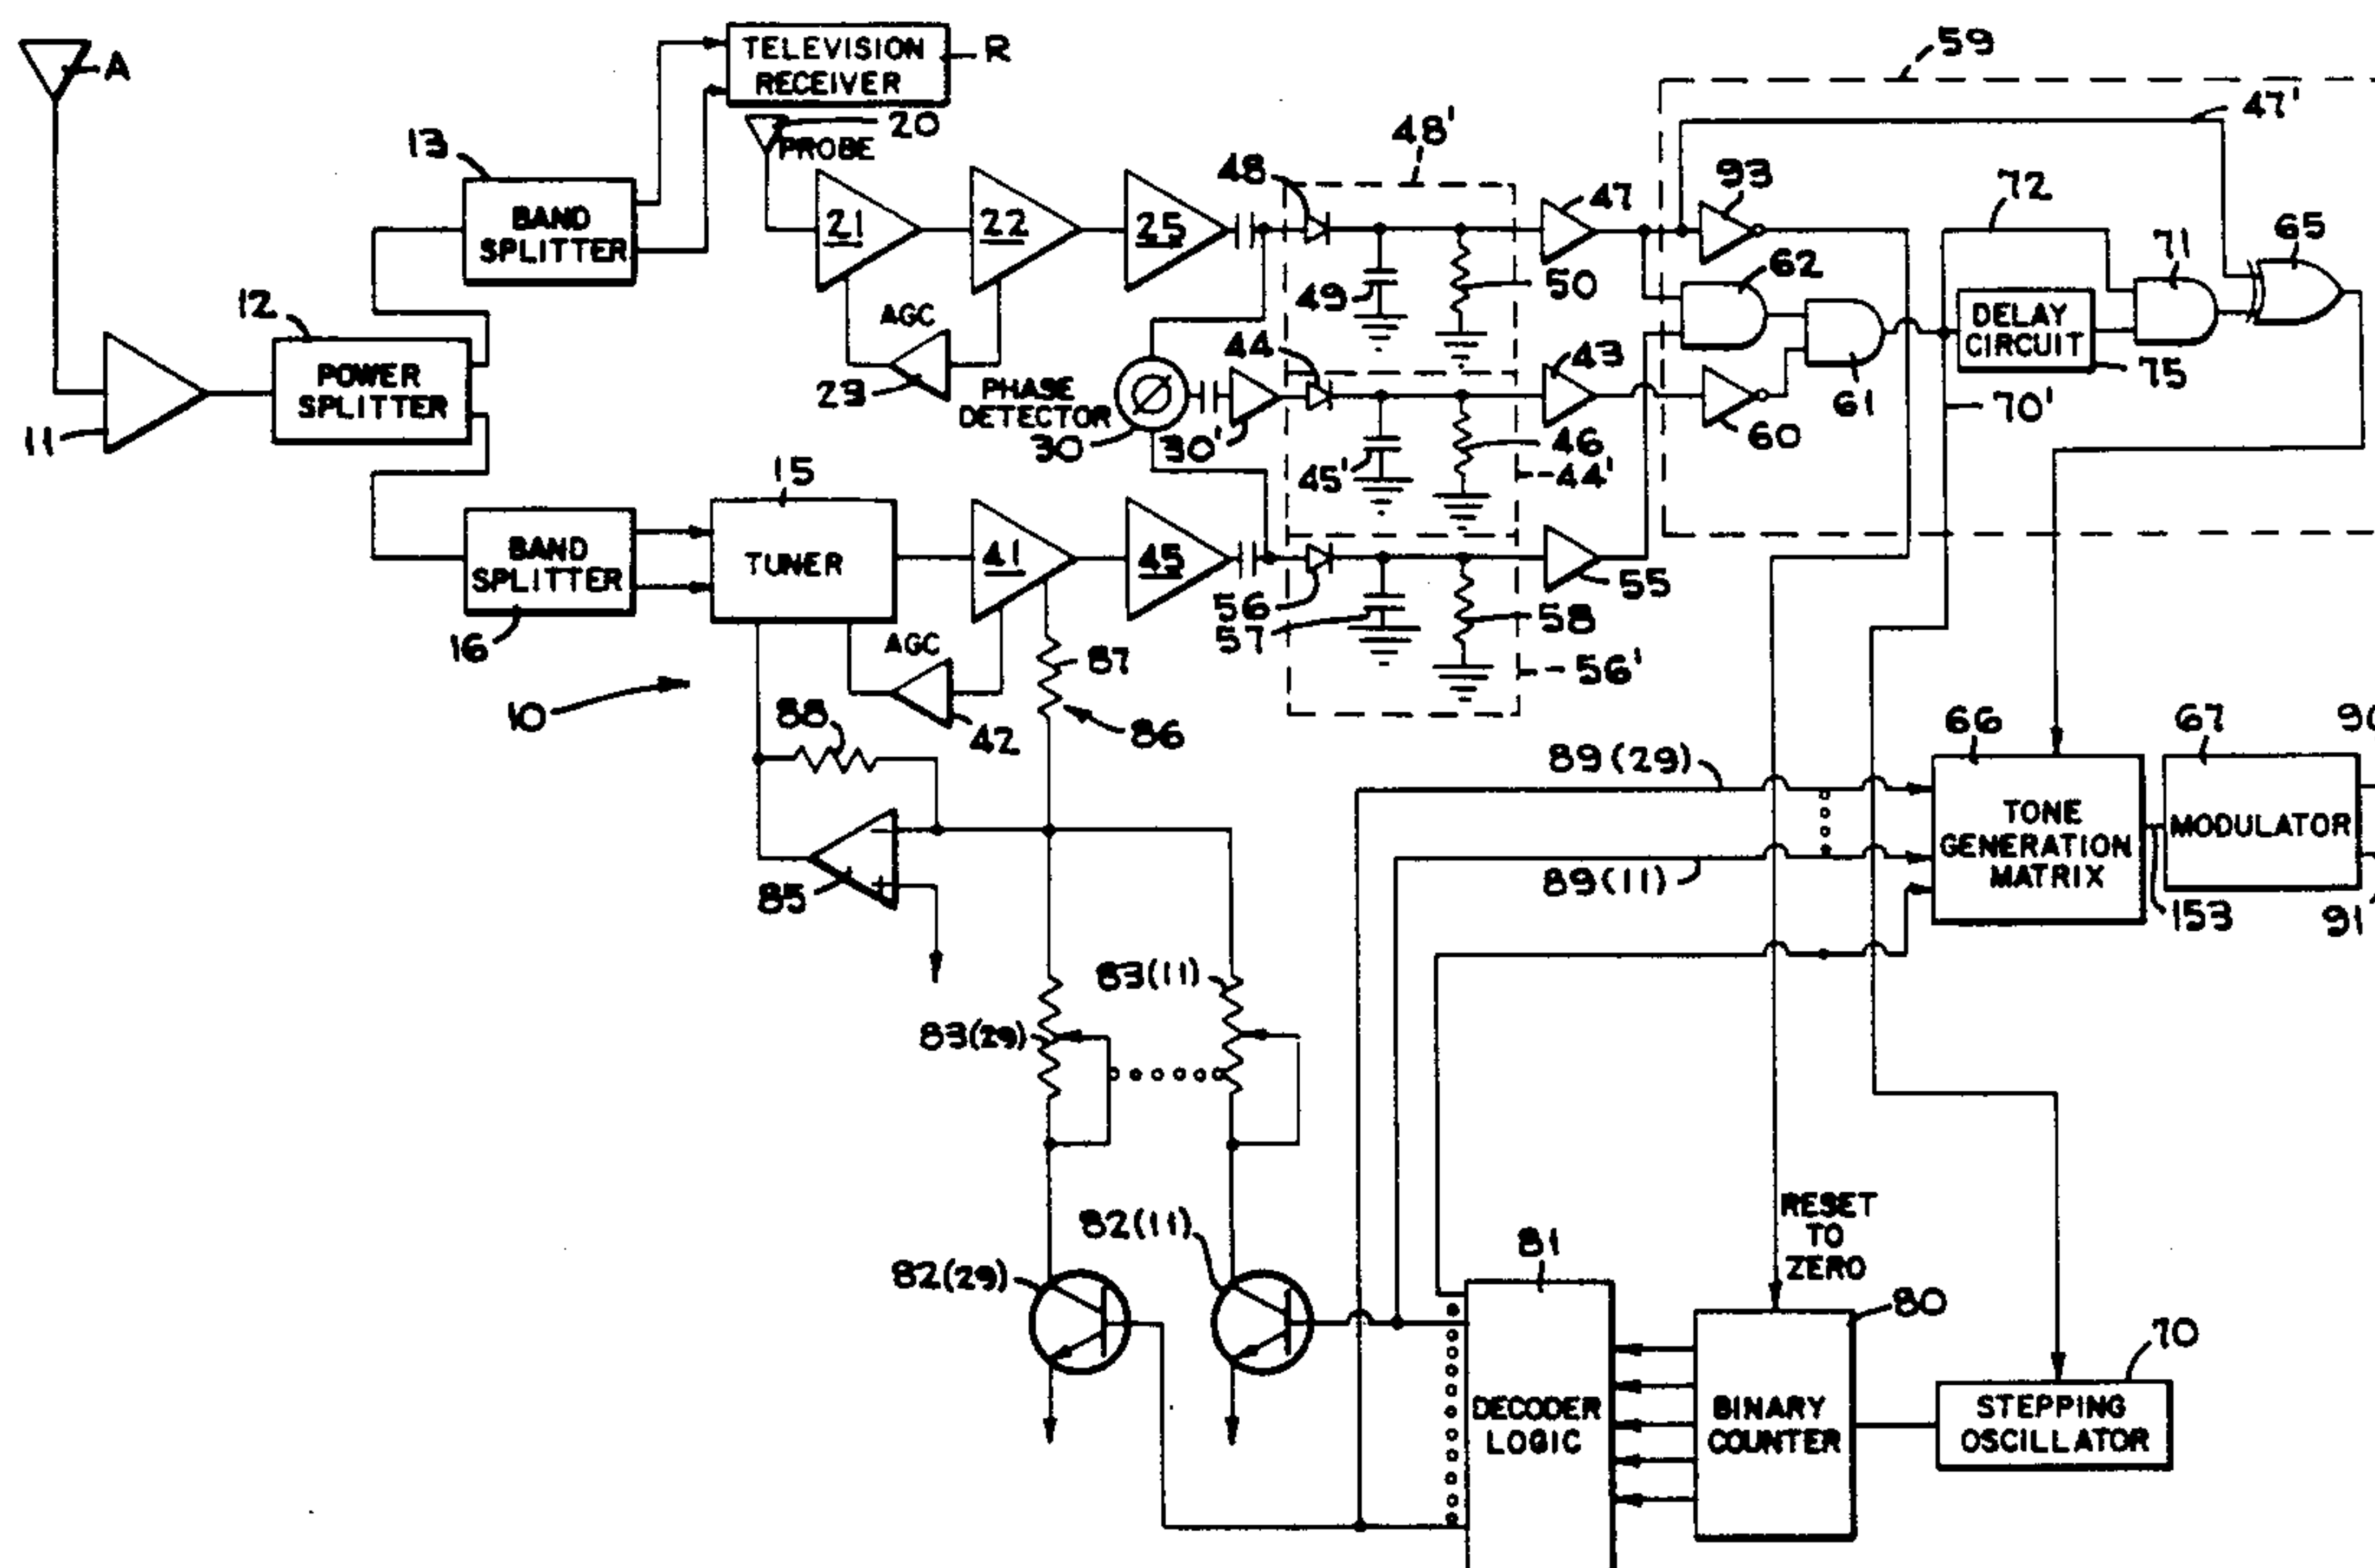 A
TELEVISION
RECEIVER
R
20
PROBE
59
47'
13
BAND
SPLITTER
48'
48
47
93
72
65
71
21
22
25
49
50
62
DELAY
CIRCUIT
75
12
POWER
SPLITTER
11
AGC
23
PHASE
DETECTOR
30
30'
44
43
45'
46
44'
60
61
70'
15
TUNER
BAND
SPLITTER
16
41
45
56
57
55
58
56'
AGC
42
87
86
10
88
85
66
67
90
89(29)
89(11)
TONE
GENERATION
MATRIX
MODULATOR
153
91
83(11)
83(29)
82(11)
82(29)
81
RESET
TO
ZERO
80
70
DECODER
LOGIC
BINARY
COUNTER
STEPPING
OSCILLATOR